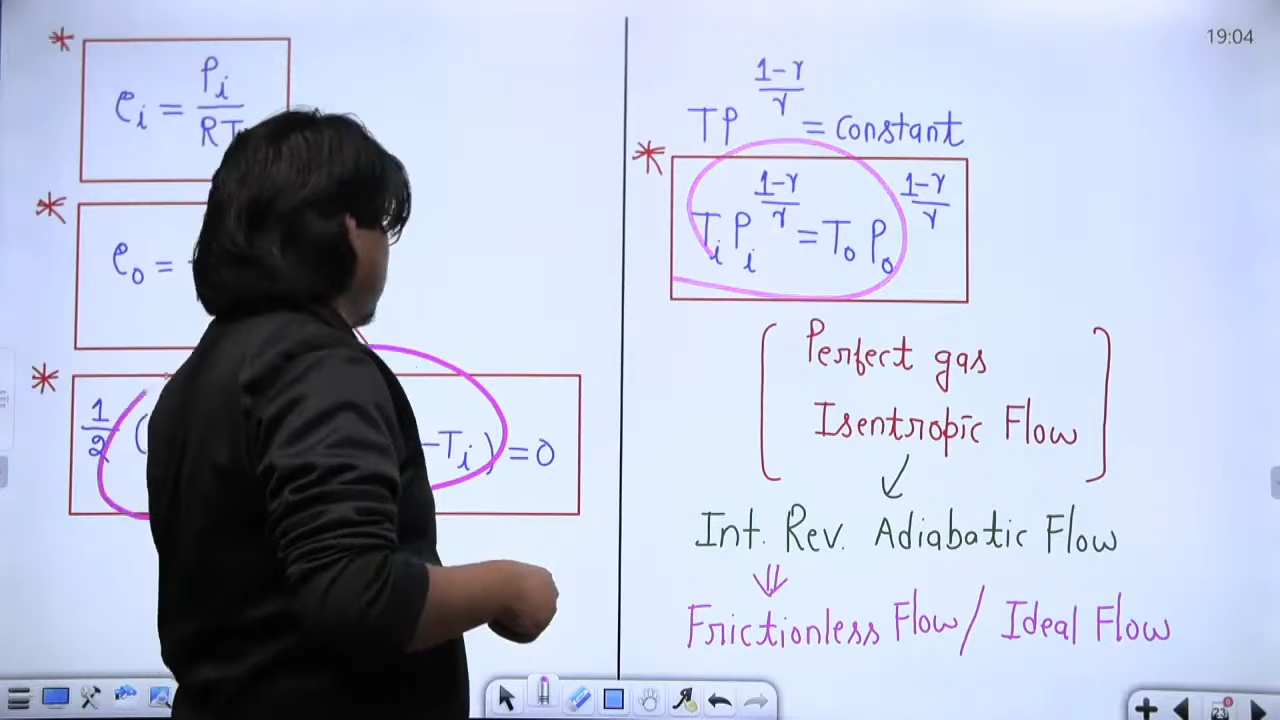 *
ρi = Pi / RT
*
ρ0 =
*
1/2 ( -Ti) = 0
19:04
TP^((1-γ)/γ) = Constant
*
Ti Pi^((1-γ)/γ) = T0 P0^((1-γ)/γ)
[Perfect gas
Isentropic Flow]
↙
Int. Rev. Adiabatic Flow
⇓
Frictionless Flow / Ideal Flow
23